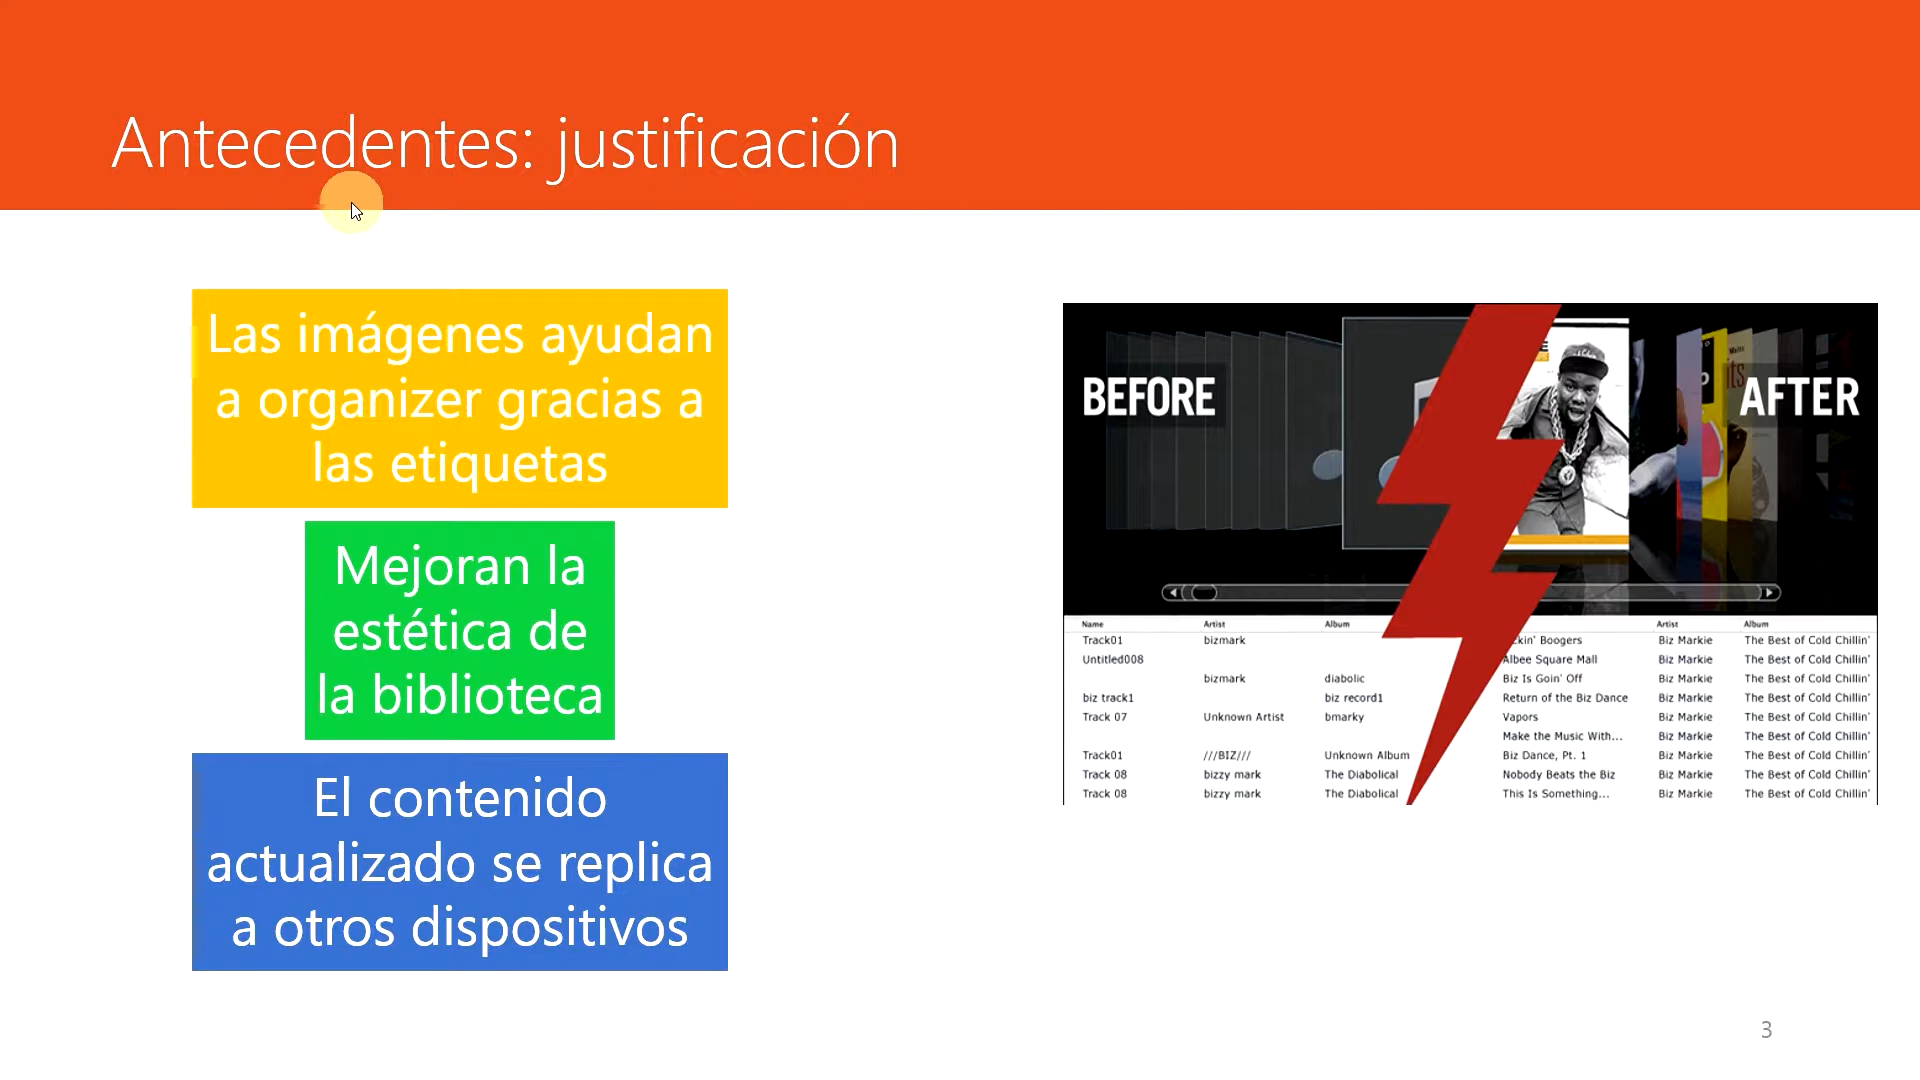 Antecedentes: justificación
Las imágenes ayudan
a organizer gracias a
las etiquetas
Mejoran la
estética de
la biblioteca
El contenido
actualizado se replica
a otros dispositivos
BEFORE
AFTER
Name Artist Album Artist Album
Track01 bizmark Boogers Biz Markie The Best of Cold Chillin'
Untitled008 Albee Square Mall Biz Markie The Best of Cold Chillin'
bizmark diabolic Biz Is Goin' Off Biz Markie The Best of Cold Chillin'
biz track1 biz record1 Return of the Biz Dance Biz Markie The Best of Cold Chillin'
Track 07 Unknown Artist bmarky Vapors Biz Markie The Best of Cold Chillin'
Make the Music With... Biz Markie The Best of Cold Chillin'
Track01 ///BIZ/// Unknown Album Biz Dance, Pt. 1 Biz Markie The Best of Cold Chillin'
Track 08 bizzy mark The Diabolical Nobody Beats the Biz Biz Markie The Best of Cold Chillin'
Track 08 bizzy mark The Diabolical This Is Something... Biz Markie The Best of Cold Chillin'
3